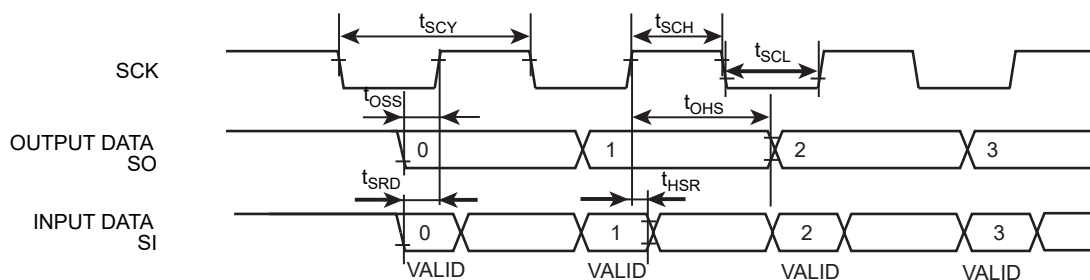 tSCY
tSCH
tSCL
SCK
tOSS
tOHS
OUTPUT DATA
SO
0
1
2
3
tSRD
tHSR
INPUT DATA
SI
0
1
2
3
VALID
VALID
VALID
VALID